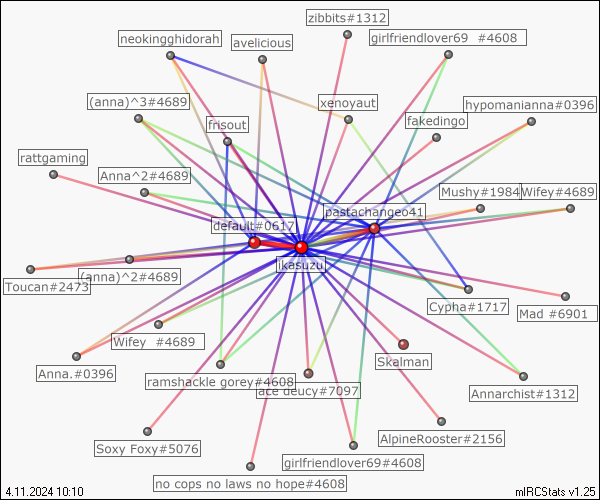 zibbits#1312
neokingghidorah
avelicious
girlfriendlover69 #4608
(anna)^3#4689
xenoyaut
hypomanianna#0396
frisout
fakedingo
rattgaming
Anna^2#4689
Mushy#1984
Wifey#4689
pastachangeo41
default#0617
ikasuzu
Toucan#2473
(anna)^2#4689
Cypha#1717
Mad #6901
Wifey #4689
Skalman
Anna.#0396
ramshackle gorey#4608
ace deucy#7097
Annarchist#1312
Soxy Foxy#5076
AlpineRooster#2156
girlfriendlover69#4608
no cops no laws no hope#4608
4.11.2024 10:10
mIRCStats v1.25